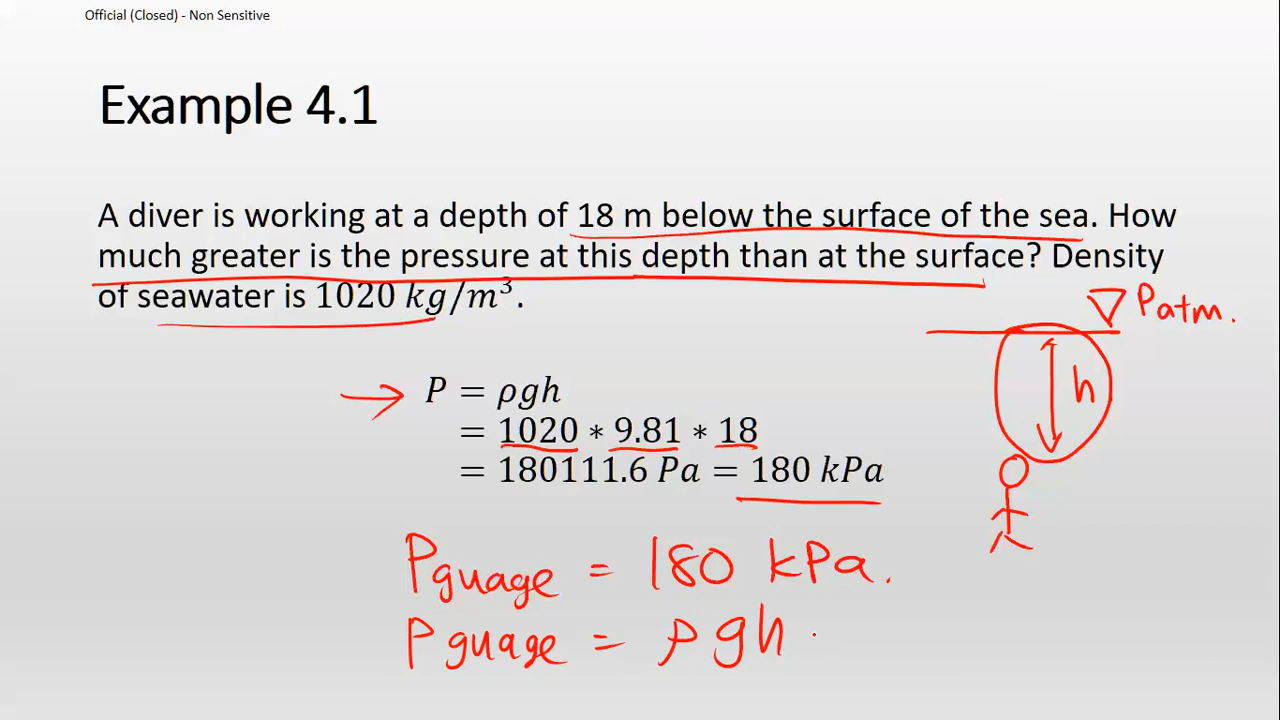 Official (Closed) - Non Sensitive
Example 4.1
A diver is working at a depth of 18 m below the surface of the sea. How
much greater is the pressure at this depth than at the surface? Density
of seawater is 1020 kg/m³.
▽ Patm.
h
P = ρgh
= 1020 * 9.81 * 18
= 180111.6 Pa = 180 kPa
Pguage = 180 kPa.
Pguage = ρgh